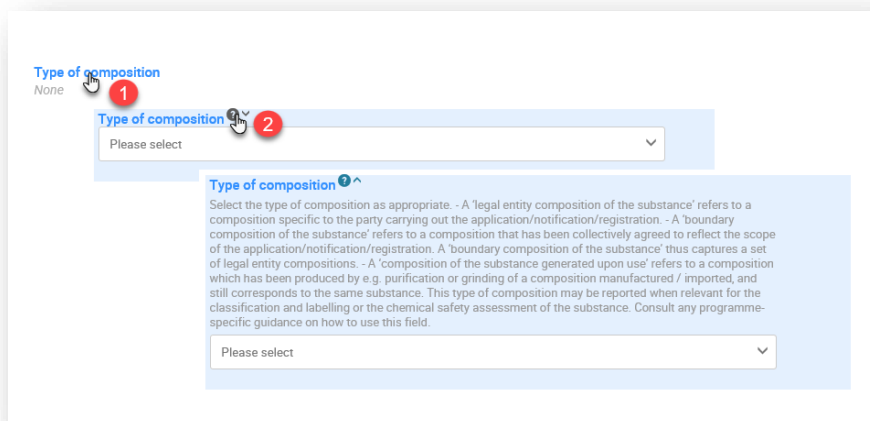 Type of composition
None
1
Type of composition ?
2
Please select
Type of composition ?
Select the type of composition as appropriate. - A 'legal entity composition of the substance' refers to a
composition specific to the party carrying out the application/notification/registration. - A 'boundary
composition of the substance' refers to a composition that has been collectively agreed to reflect the scope
of the application/notification/registration. A 'boundary composition of the substance' thus captures a set
of legal entity compositions. - A 'composition of the substance generated upon use' refers to a composition
which has been produced by e.g. purification or grinding of a composition manufactured / imported, and
still corresponds to the same substance. This type of composition may be reported when relevant for the
classification and labelling or the chemical safety assessment of the substance. Consult any programme-
specific guidance on how to use this field.
Please select